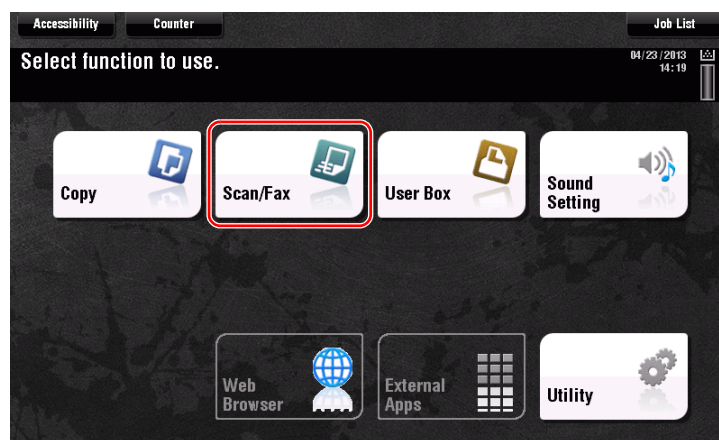 Accessibility
Counter
Job List
Select function to use.
04/23/2013
14:19
Copy
Scan/Fax
User Box
Sound
Setting
Web
Browser
External
Apps
Utility